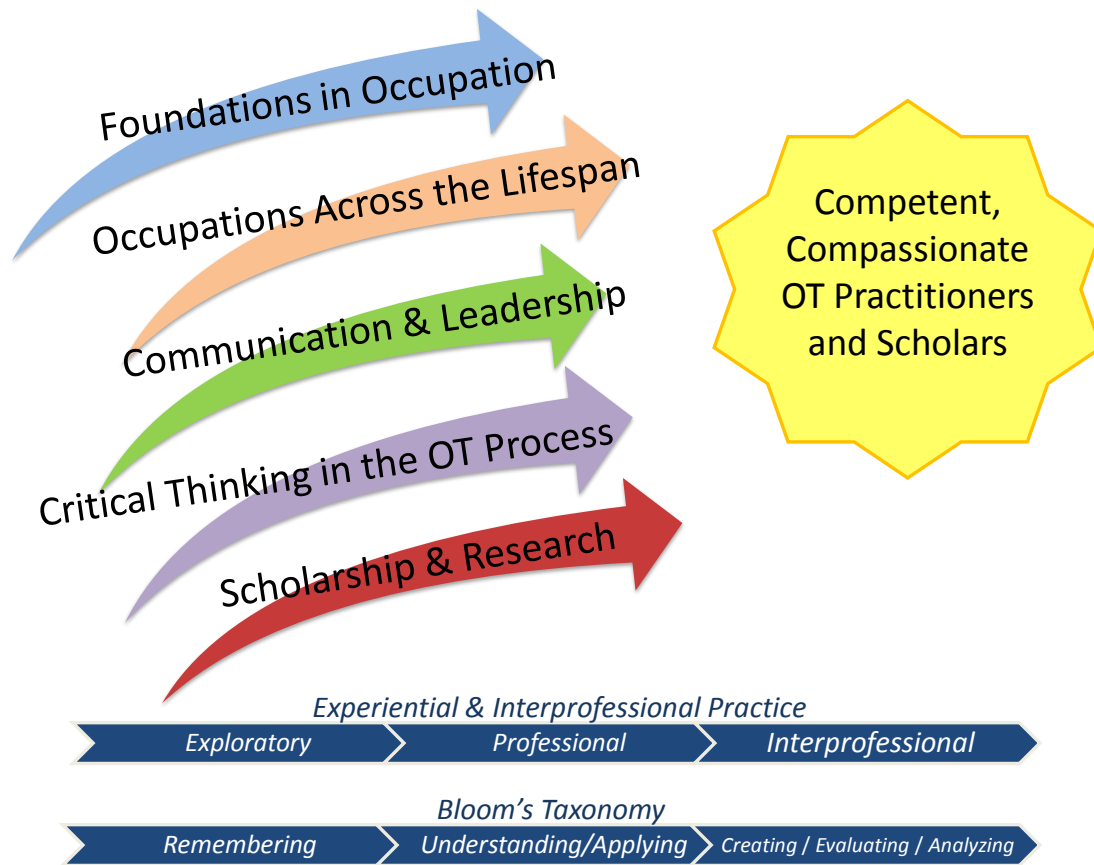 Foundations in Occupation
Occupations Across the Lifespan
Communication & Leadership
Critical Thinking in the OT Process
Scholarship & Research
Competent,
Compassionate
OT Practitioners
and Scholars
Experiential & Interprofessional Practice
Exploratory
Professional
Interprofessional
Bloom's Taxonomy
Remembering
Understanding/Applying
Creating / Evaluating / Analyzing